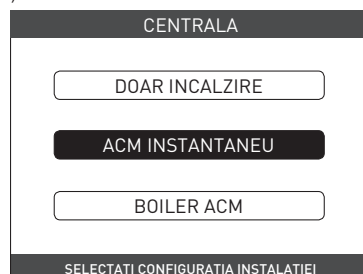 CENTRALA
DOAR INCALZIRE
ACM INSTANTANEU
BOILER ACM
SELECTATI CONFIGURATIA INSTALATIEI